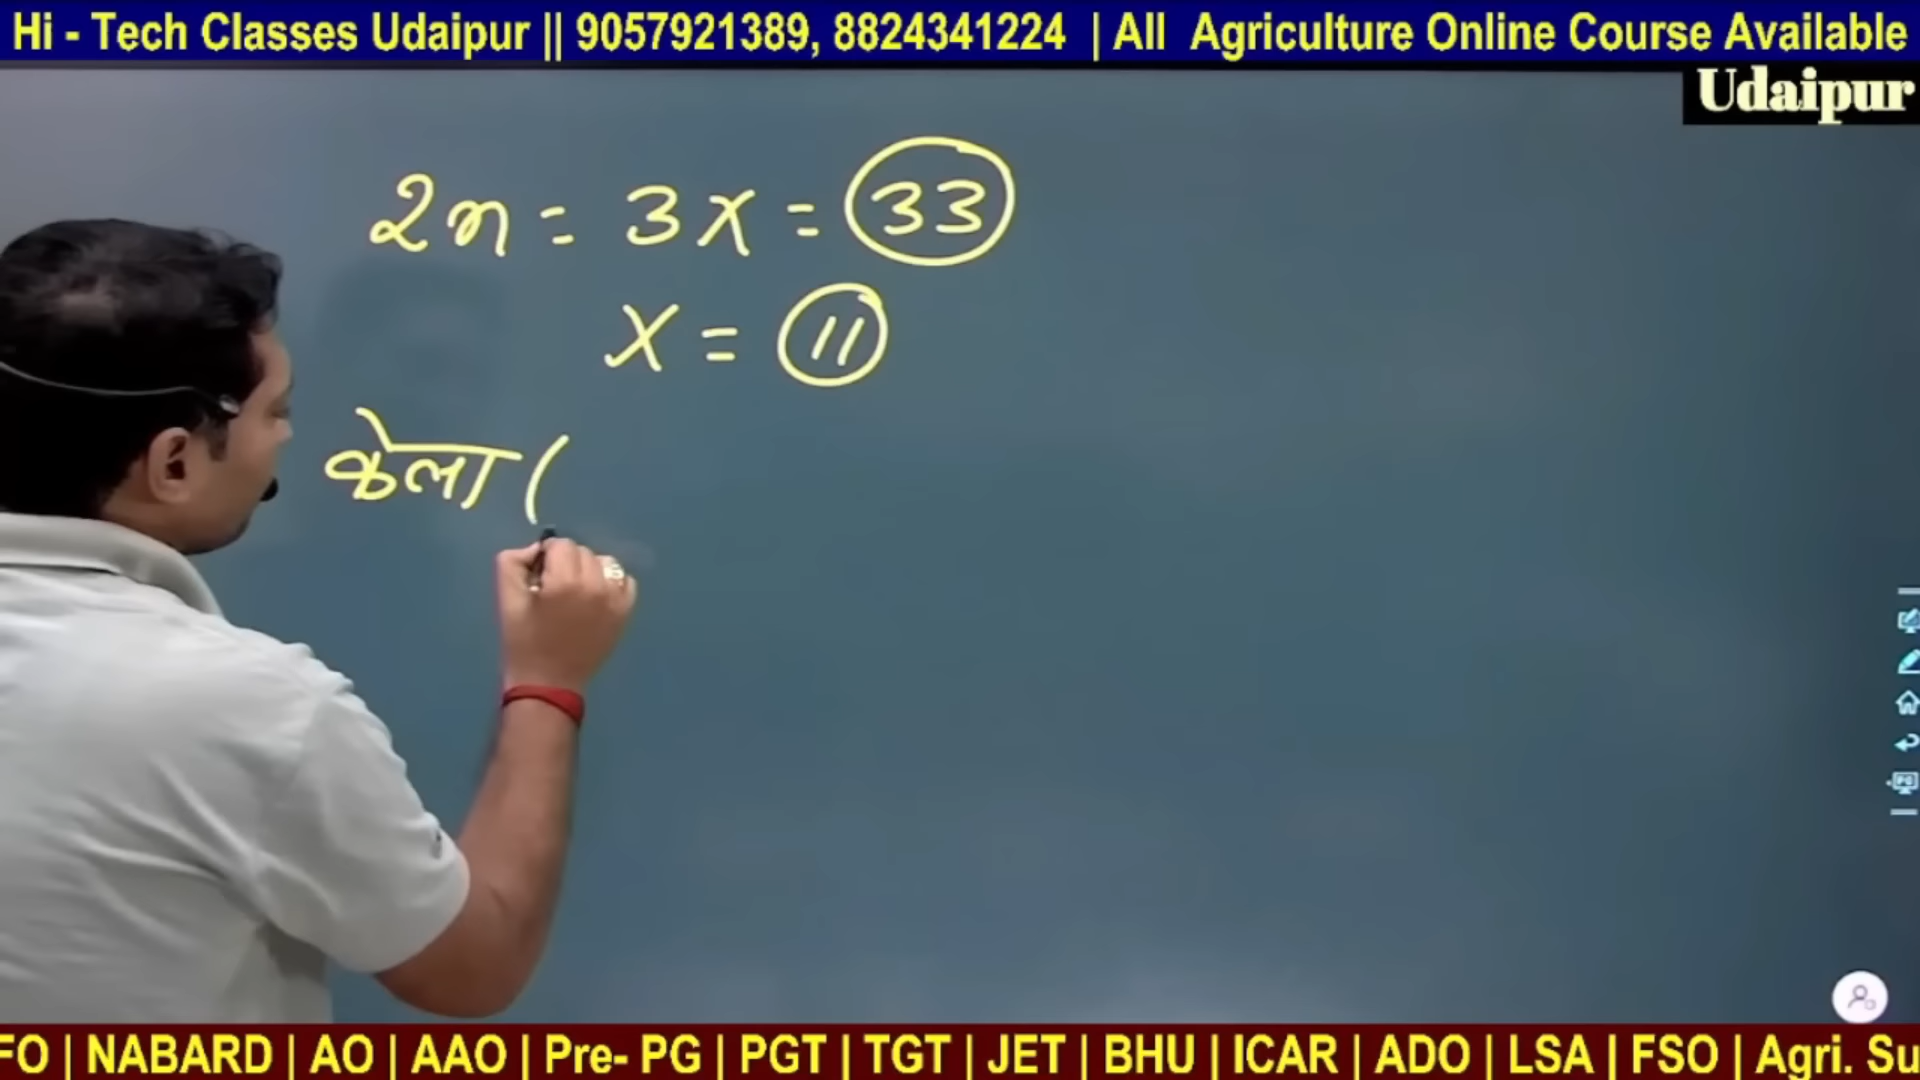 Hi - Tech Classes Udaipur || 9057921389, 8824341224 | All Agriculture Online Course Available
Udaipur
2n = 3x = 33
x = 11
केला (
FO | NABARD | AO | AAO | Pre- PG | PGT | TGT | JET | BHU | ICAR | ADO | LSA | FSO | Agri. Su